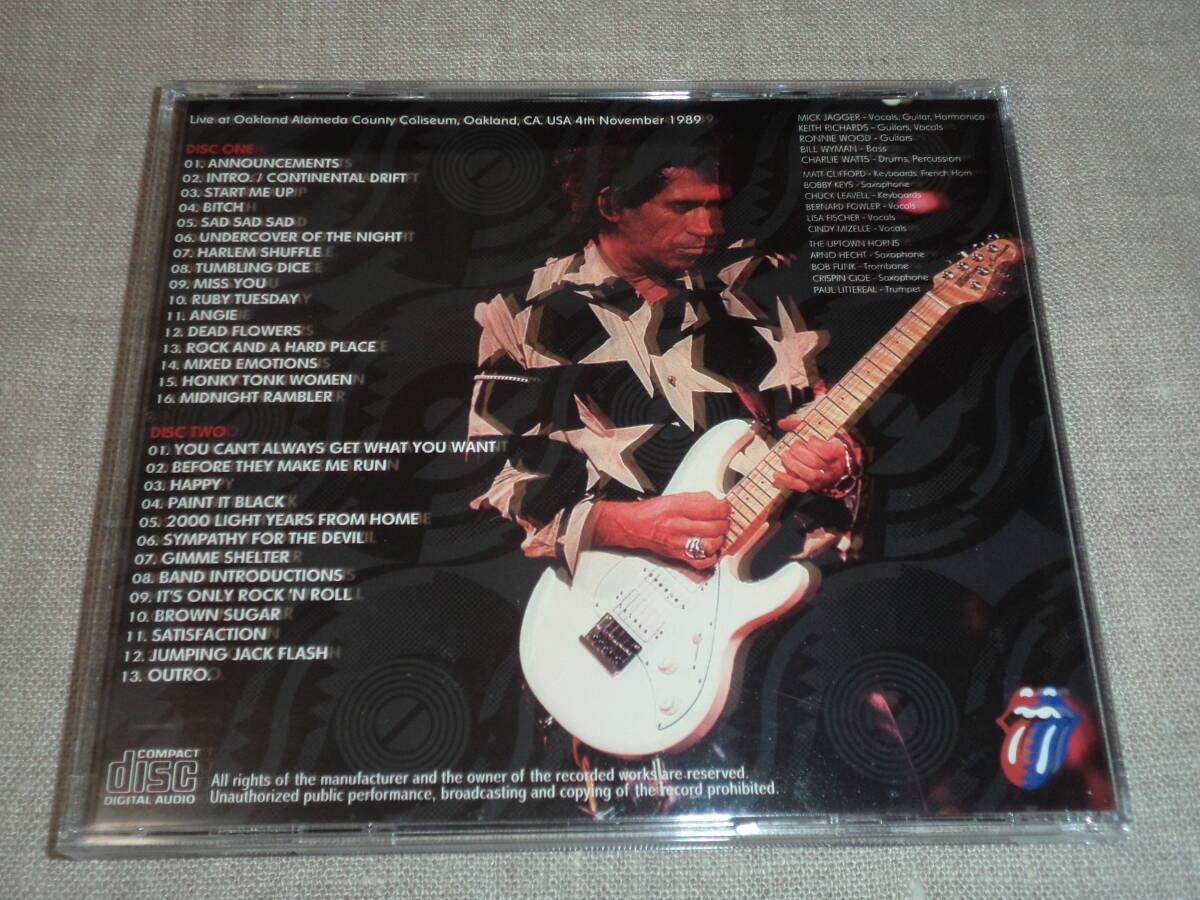 Live at Oakland Alameda County Coliseum, Oakland, CA. USA 4th November 1989
DISC ONE
01. ANNOUNCEMENTS
02. INTRO. / CONTINENTAL DRIFT
03. START ME UP
04. BITCH
05. SAD SAD SAD
06. UNDERCOVER OF THE NIGHT
07. HARLEM SHUFFLE
08. TUMBLING DICE
09. MISS YOU
10. RUBY TUESDAY
11. ANGIE
12. DEAD FLOWERS
13. ROCK AND A HARD PLACE
14. MIXED EMOTIONS
15. HONKY TONK WOMEN
16. MIDNIGHT RAMBLER
DISC TWO
01. YOU CAN'T ALWAYS GET WHAT YOU WANT
02. BEFORE THEY MAKE ME RUN
03. HAPPY
04. PAINT IT BLACK
05. 2000 LIGHT YEARS FROM HOME
06. SYMPATHY FOR THE DEVIL
07. GIMME SHELTER
08. BAND INTRODUCTIONS
09. IT'S ONLY ROCK 'N ROLL
10. BROWN SUGAR
11. SATISFACTION
12. JUMPING JACK FLASH
13. OUTRO.
MICK JAGGER - Vocals, Guitar, Harmonica
KEITH RICHARDS - Guitars, Vocals
RONNIE WOOD - Guitars
BILL WYMAN - Bass
CHARLIE WATTS - Drums, Percussion
MATT CLIFFORD - Keyboards, French Horn
BOBBY KEYS - Saxophone
CHUCK LEAVELL - Keyboards
BERNARD FOWLER - Vocals
LISA FISCHER - Vocals
CINDY MIZELLE - Vocals
THE UPTOWN HORNS
ARNO HECHT - Saxophone
BOB FUNK - Trombone
CRISPIN CIOE - Saxophone
PAUL LITTEREAL - Trumpet
COMPACT
disc
DIGITAL AUDIO
All rights of the manufacturer and the owner of the recorded works are reserved.
Unauthorized public performance, broadcasting and copying of the record prohibited.